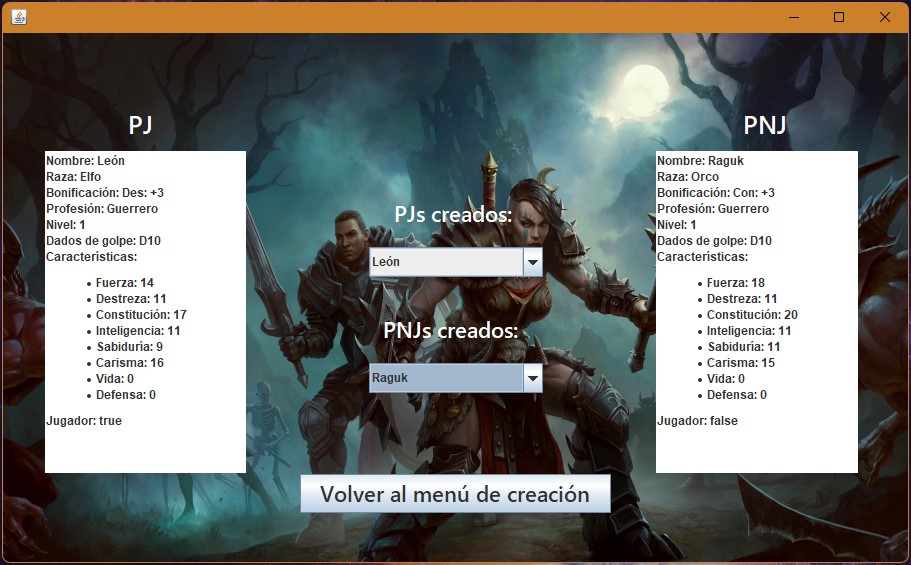 PJ
Nombre: León
Raza: Elfo
Bonificación: Des: +3
Profesión: Guerrero
Nivel: 1
Dados de golpe: D10
Características:
• Fuerza: 14
• Destreza: 11
• Constitución: 17
• Inteligencia: 11
• Sabiduría: 9
• Carisma: 16
• Vida: 0
• Defensa: 0
Jugador: true
PJs creados:
León
PNJs creados:
Raguk
Volver al menú de creación
PNJ
Nombre: Raguk
Raza: Orco
Bonificación: Con: +3
Profesión: Guerrero
Nivel: 1
Dados de golpe: D10
Características:
• Fuerza: 18
• Destreza: 11
• Constitución: 20
• Inteligencia: 11
• Sabiduría: 11
• Carisma: 15
• Vida: 0
• Defensa: 0
Jugador: false